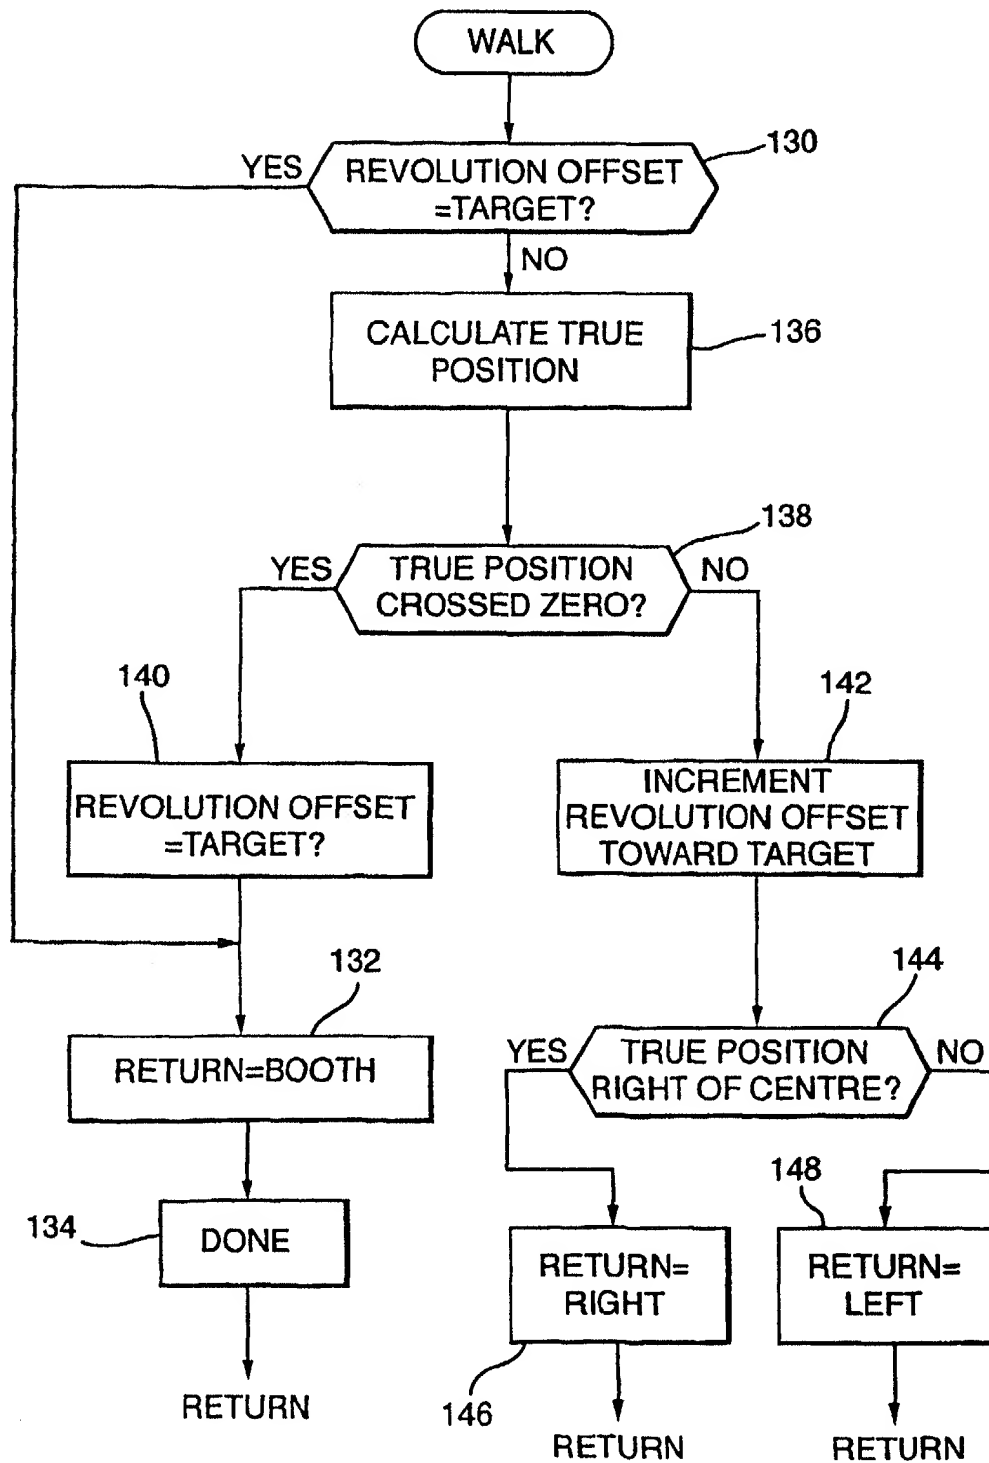 WALK
130
YES
REVOLUTION OFFSET
=TARGET?
NO
CALCULATE TRUE
POSITION
136
138
YES
TRUE POSITION
CROSSED ZERO?
NO
140
142
REVOLUTION OFFSET
=TARGET?
INCREMENT
REVOLUTION OFFSET
TOWARD TARGET
132
144
RETURN=BOOTH
YES
TRUE POSITION
RIGHT OF CENTRE?
NO
134
DONE
148
RETURN=
RIGHT
RETURN=
LEFT
RETURN
146
RETURN
RETURN